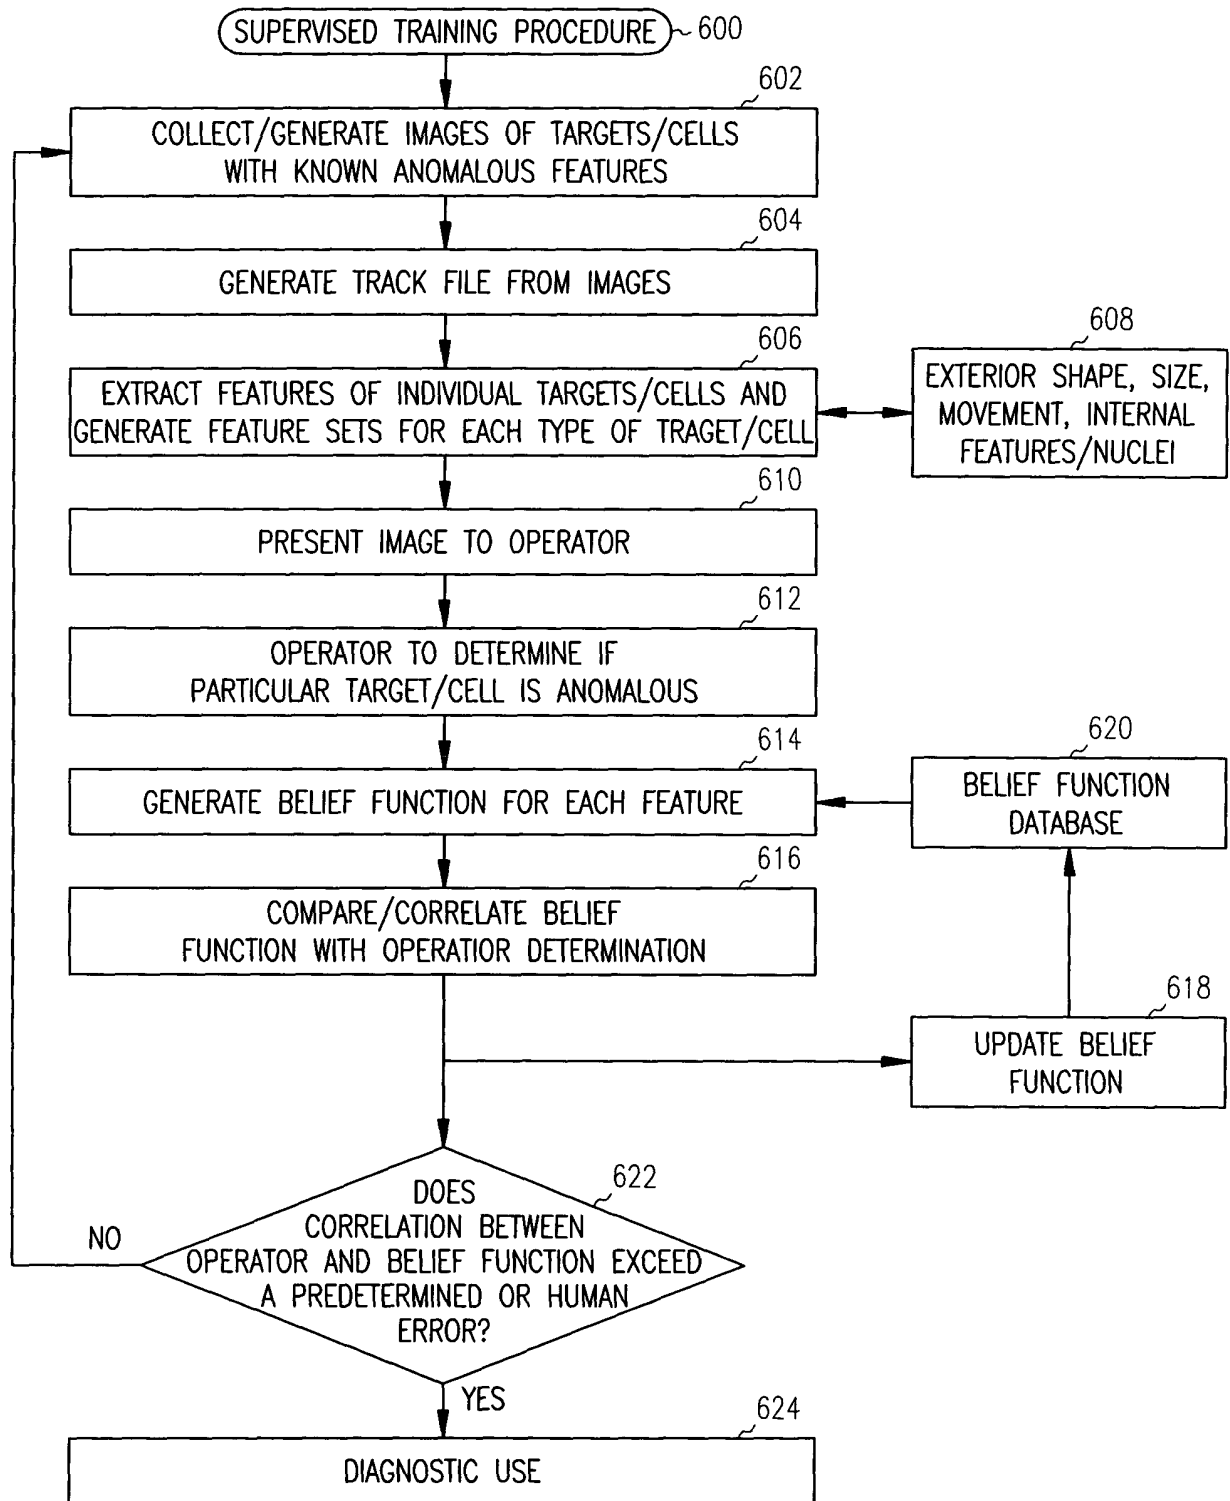 SUPERVISED TRAINING PROCEDURE
600
602
COLLECT/GENERATE IMAGES OF TARGETS/CELLS
WITH KNOWN ANOMALOUS FEATURES
604
GENERATE TRACK FILE FROM IMAGES
606
EXTRACT FEATURES OF INDIVIDUAL TARGETS/CELLS AND
GENERATE FEATURE SETS FOR EACH TYPE OF TRAGET/CELL
608
EXTERIOR SHAPE, SIZE,
MOVEMENT, INTERNAL
FEATURES/NUCLEI
610
PRESENT IMAGE TO OPERATOR
612
OPERATOR TO DETERMINE IF
PARTICULAR TARGET/CELL IS ANOMALOUS
614
GENERATE BELIEF FUNCTION FOR EACH FEATURE
620
BELIEF FUNCTION
DATABASE
616
COMPARE/CORRELATE BELIEF
FUNCTION WITH OPERATIOR DETERMINATION
618
UPDATE BELIEF
FUNCTION
622
DOES
CORRELATION BETWEEN
OPERATOR AND BELIEF FUNCTION EXCEED
A PREDETERMINED OR HUMAN
ERROR?
NO
YES
624
DIAGNOSTIC USE